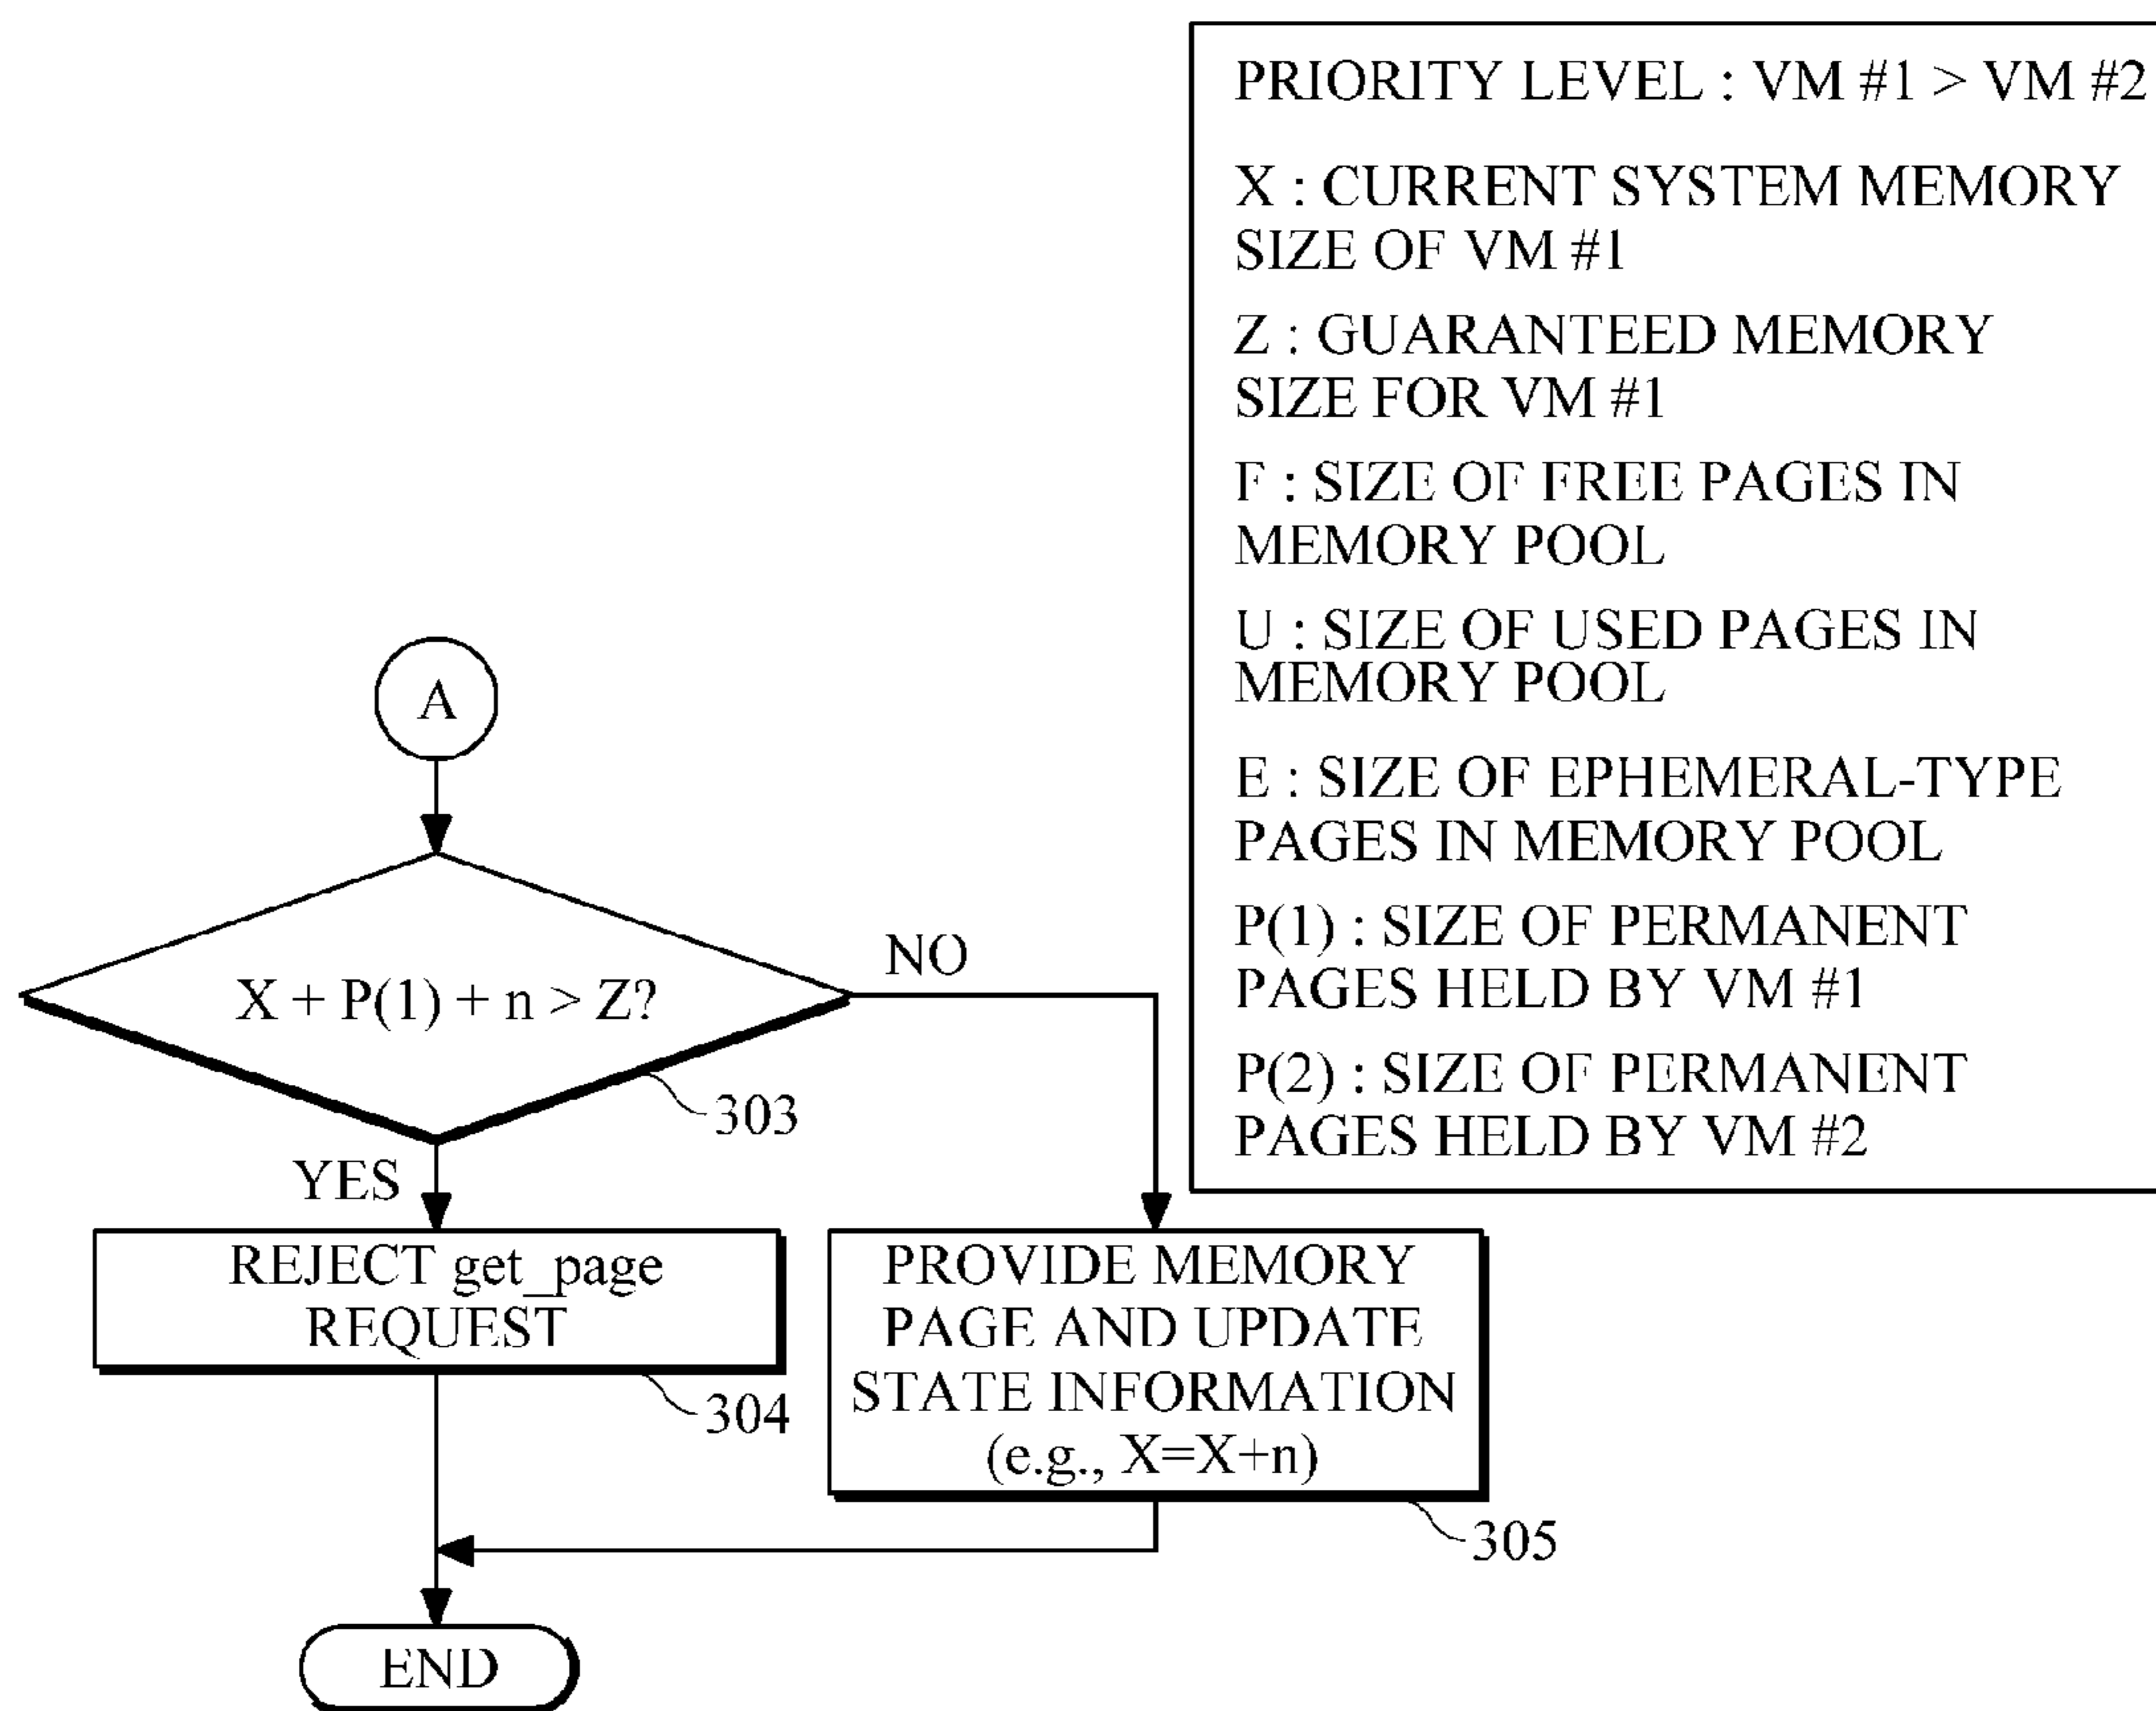 PRIORITY LEVEL : VM #1 > VM #2
X : CURRENT SYSTEM MEMORY
SIZE OF VM #1
Z : GUARANTEED MEMORY
SIZE FOR VM #1
F : SIZE OF FREE PAGES IN
MEMORY POOL
U : SIZE OF USED PAGES IN
MEMORY POOL
E : SIZE OF EPHEMERAL-TYPE
PAGES IN MEMORY POOL
P(1) : SIZE OF PERMANENT
PAGES HELD BY VM #1
P(2) : SIZE OF PERMANENT
PAGES HELD BY VM #2
A
X + P(1) + n > Z?
NO
303
YES
REJECT get_page
REQUEST
304
PROVIDE MEMORY
PAGE AND UPDATE
STATE INFORMATION
(e.g., X=X+n)
305
END